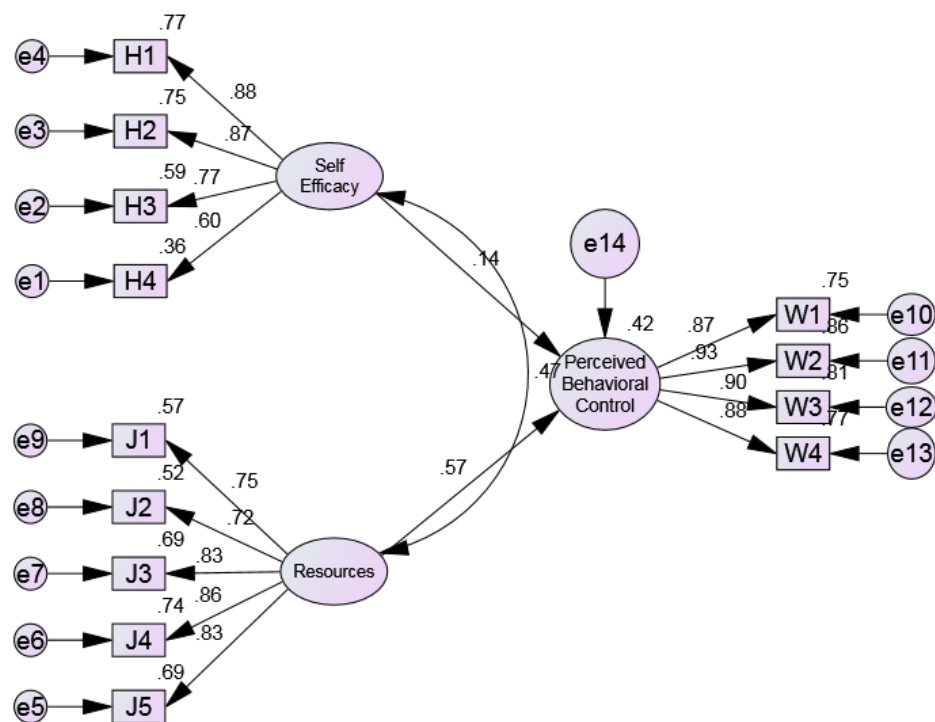 .77
e4 H1
.88
.75
e3 H2
.87
.59
.77
e2 H3
.60
.36
e1 H4
Self
Efficacy
.14
e14
.42
.47
Perceived
Behavioral
Control
.57
.75
.87
W1
e10
.86
.93
W2
e11
.81
.90
W3
e12
.77
.88
W4
e13
.57
e9 J1
.75
.52
e8 J2
.72
.69
.83
e7 J3
.86
.74
e6 J4
.83
.69
e5 J5
Resources